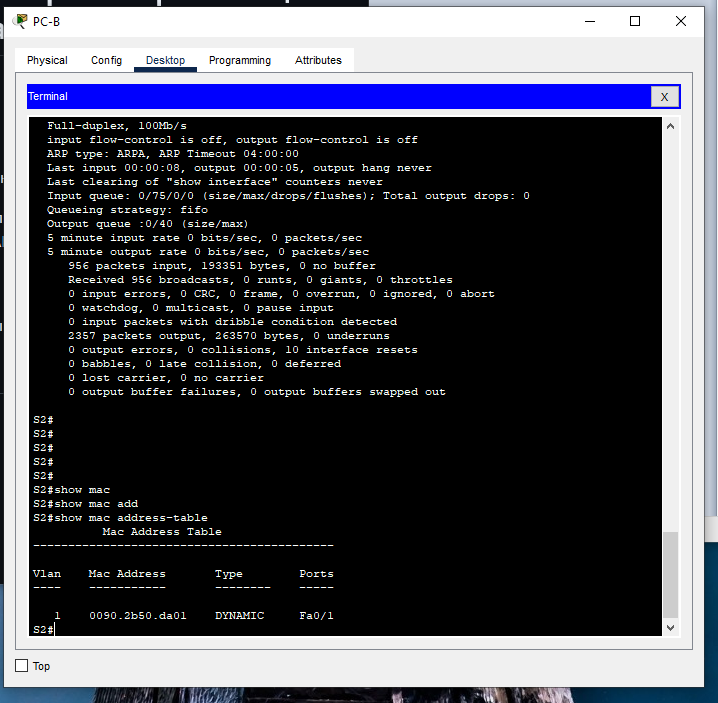 PC-B
Physical Config Desktop Programming Attributes
Terminal X
Full-duplex, 100Mb/s
input flow-control is off, output flow-control is off
ARP type: ARPA, ARP Timeout 04:00:00
Last input 00:00:08, output 00:00:05, output hang never
Last clearing of "show interface" counters never
Input queue: 0/75/0/0 (size/max/drops/flushes); Total output drops: 0
Queueing strategy: fifo
Output queue :0/40 (size/max)
5 minute input rate 0 bits/sec, 0 packets/sec
5 minute output rate 0 bits/sec, 0 packets/sec
956 packets input, 193351 bytes, 0 no buffer
Received 956 broadcasts, 0 runts, 0 giants, 0 throttles
0 input errors, 0 CRC, 0 frame, 0 overrun, 0 ignored, 0 abort
0 watchdog, 0 multicast, 0 pause input
0 input packets with dribble condition detected
2357 packets output, 263570 bytes, 0 underruns
0 output errors, 0 collisions, 10 interface resets
0 babbles, 0 late collision, 0 deferred
0 lost carrier, 0 no carrier
0 output buffer failures, 0 output buffers swapped out
S2#
S2#
S2#
S2#
S2#
S2#show mac
S2#show mac add
S2#show mac address-table
Mac Address Table
-------------------------------------------
Vlan Mac Address Type Ports
---- ----------- -------- -----
1 0090.2b50.da01 DYNAMIC Fa0/1
S2#
Top